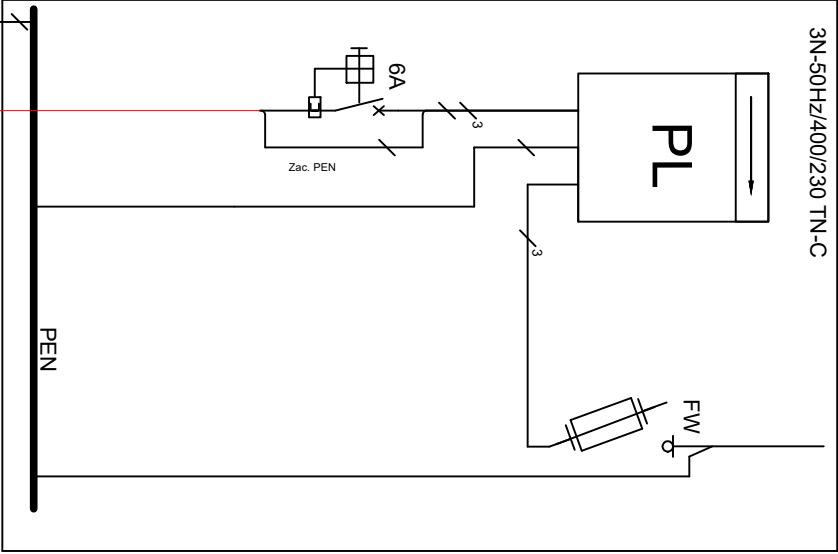 3N-50Hz/400/230 TN-C
6A
3
PL
Zac. PEN
3
PEN
FW